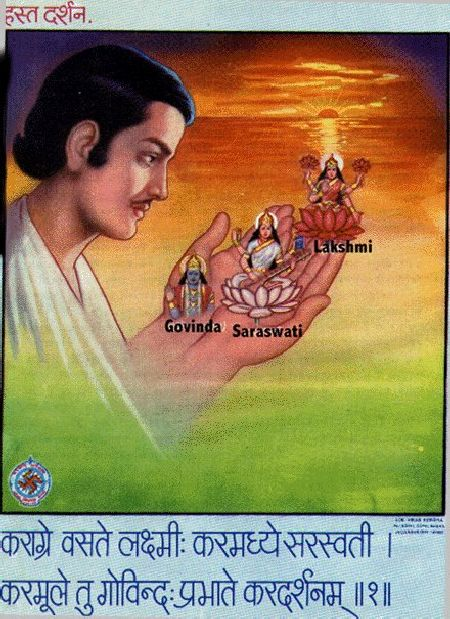 हस्त दर्शन.
Lakshmi
Govinda Saraswati
कराग्रे वसते लक्ष्मीः करमध्ये सरस्वती ।
करमूले तु गोविन्दः प्रभाते करदर्शनम् ॥१॥